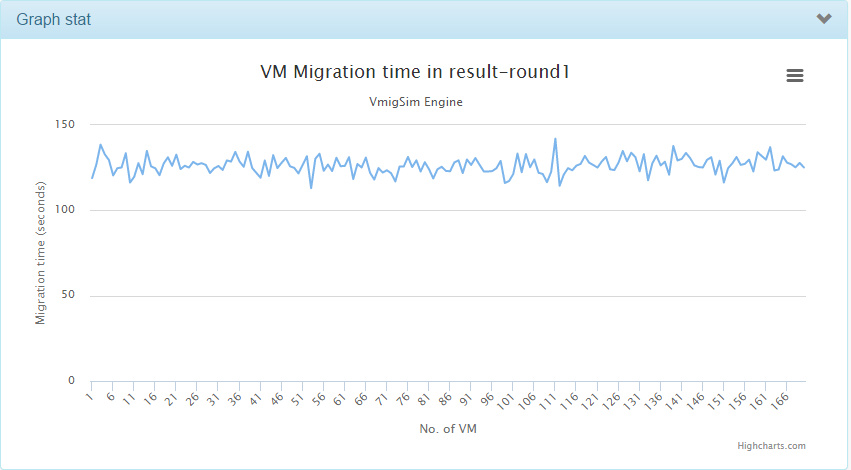 Graph stat
VM Migration time in result-round1
VmigSim Engine
Migration time (seconds)
150
100
50
0
1 6 11 16 21 26 31 36 41 46 51 56 61 66 71 76 81 86 91 96 101 106 111 116 121 126 131 136 141 146 151 156 161 166
No. of VM
Highcharts.com